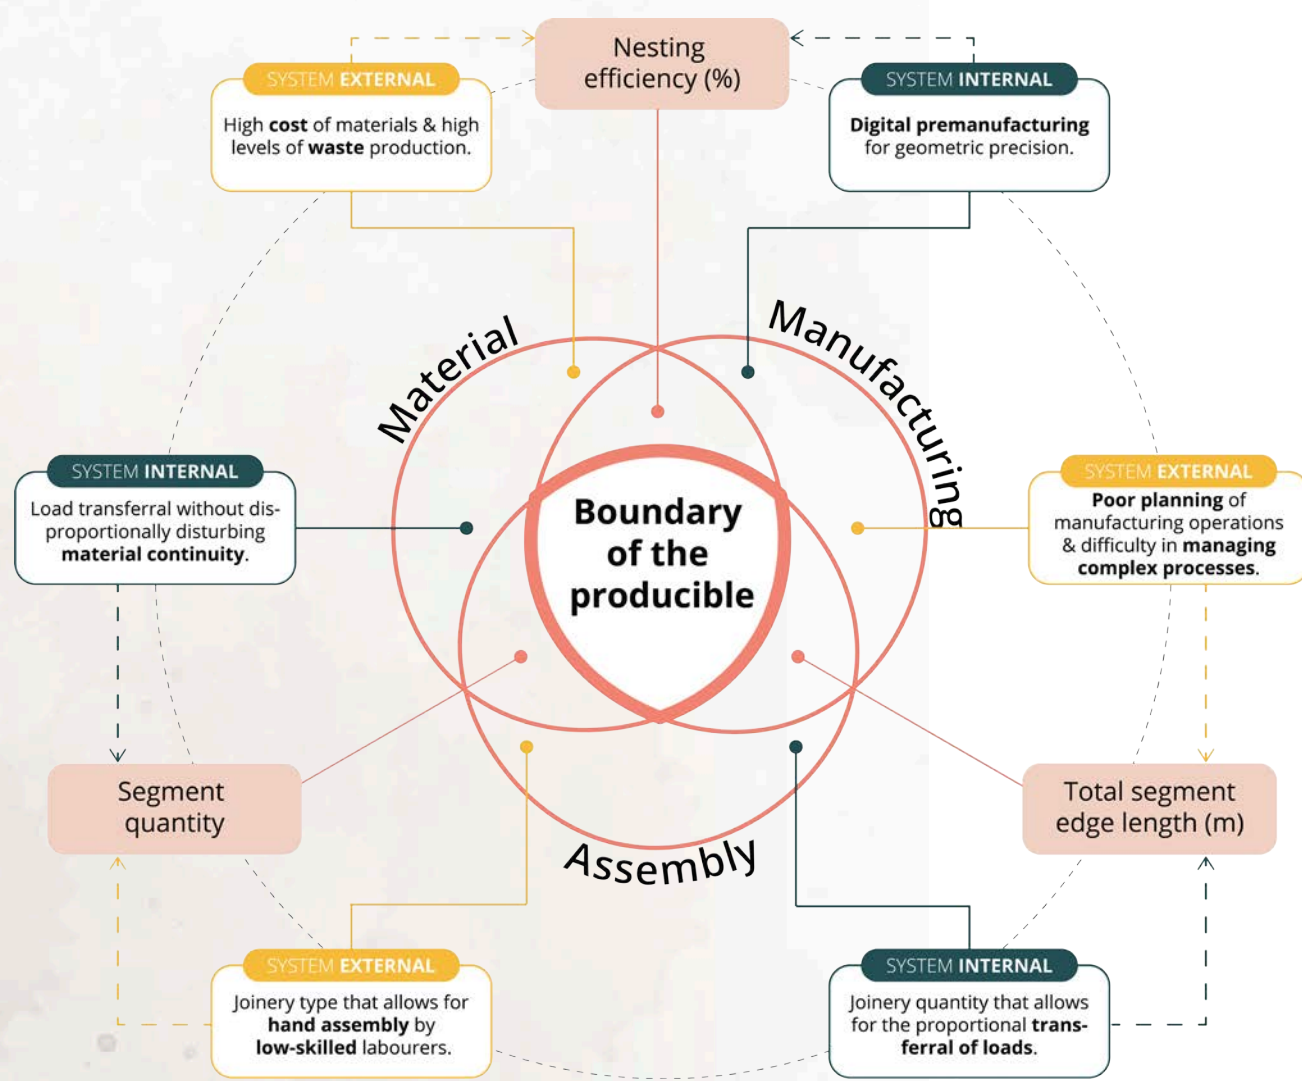 Nesting
efficiency (%)
SYSTEM EXTERNAL
High cost of materials & high
levels of waste production.
SYSTEM INTERNAL
Digital premanufacturing
for geometric precision.
Material
Manufacturing
SYSTEM INTERNAL
Load transferral without dis-
proportionally disturbing
material continuity.
Boundary
of the
producible
SYSTEM EXTERNAL
Poor planning of
manufacturing operations
& difficulty in managing
complex processes.
Segment
quantity
Total segment
edge length (m)
Assembly
SYSTEM EXTERNAL
Joinery type that allows for
hand assembly by
low-skilled labourers.
SYSTEM INTERNAL
Joinery quantity that allows
for the proportional trans-
ferral of loads.